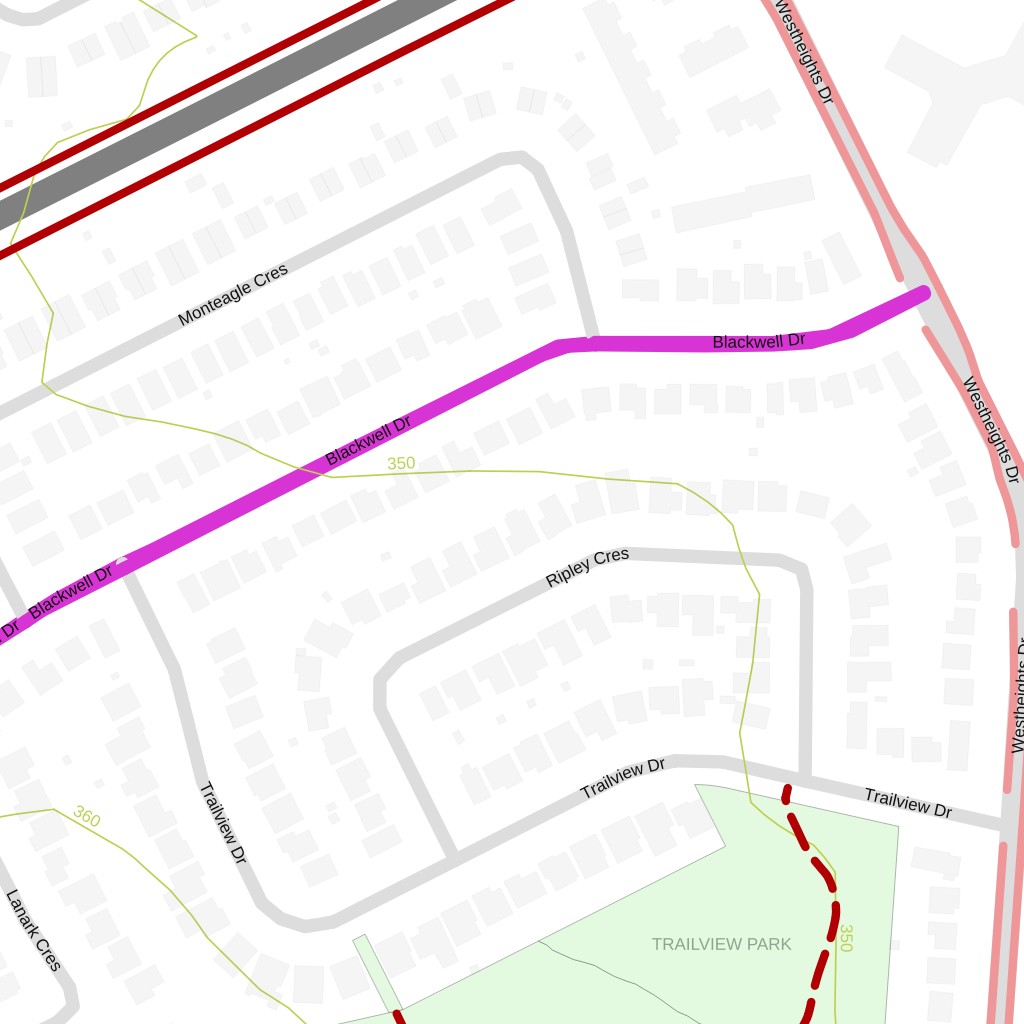 Westheights Dr
Monteagle Cres
Blackwell Dr
Blackwell Dr
Westheights Dr
350
Ripley Cres
Blackwell Dr
Dr
Westheights Dr
Trailview Dr
Trailview Dr
Trailview Dr
360
Lanark Cres
TRAILVIEW PARK
350